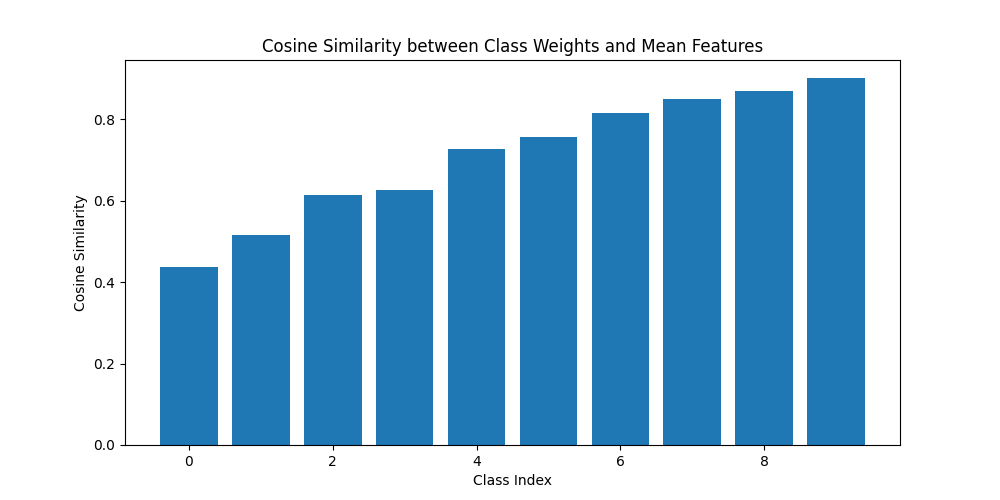 Cosine Similarity between Class Weights and Mean Features
0.8
0.6
0.4
0.2
0.0
Cosine Similarity
0 2 4 6 8
Class Index